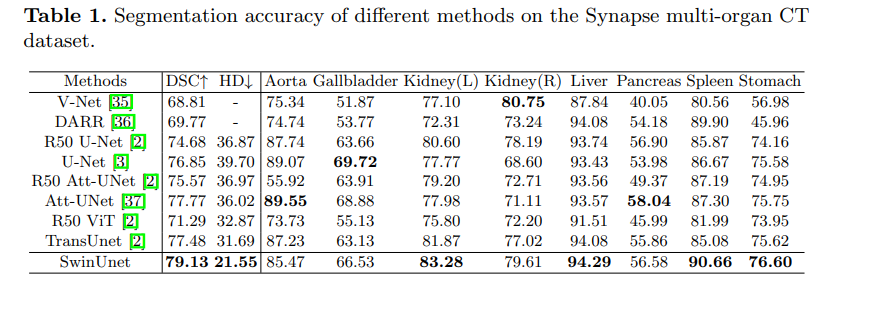 Table 1. Segmentation accuracy of different methods on the Synapse multi-organ CT
dataset.
Methods DSC↑ HD↓ Aorta Gallbladder Kidney(L) Kidney(R) Liver Pancreas Spleen Stomach
V-Net [35] 68.81 - 75.34 51.87 77.10 80.75 87.84 40.05 80.56 56.98
DARR [36] 69.77 - 74.74 53.77 72.31 73.24 94.08 54.18 89.90 45.96
R50 U-Net [2] 74.68 36.87 87.74 63.66 80.60 78.19 93.74 56.90 85.87 74.16
U-Net [3] 76.85 39.70 89.07 69.72 77.77 68.60 93.43 53.98 86.67 75.58
R50 Att-UNet [2] 75.57 36.97 55.92 63.91 79.20 72.71 93.56 49.37 87.19 74.95
Att-UNet [37] 77.77 36.02 89.55 68.88 77.98 71.11 93.57 58.04 87.30 75.75
R50 ViT [2] 71.29 32.87 73.73 55.13 75.80 72.20 91.51 45.99 81.99 73.95
TransUnet [2] 77.48 31.69 87.23 63.13 81.87 77.02 94.08 55.86 85.08 75.62
SwinUnet 79.13 21.55 85.47 66.53 83.28 79.61 94.29 56.58 90.66 76.60